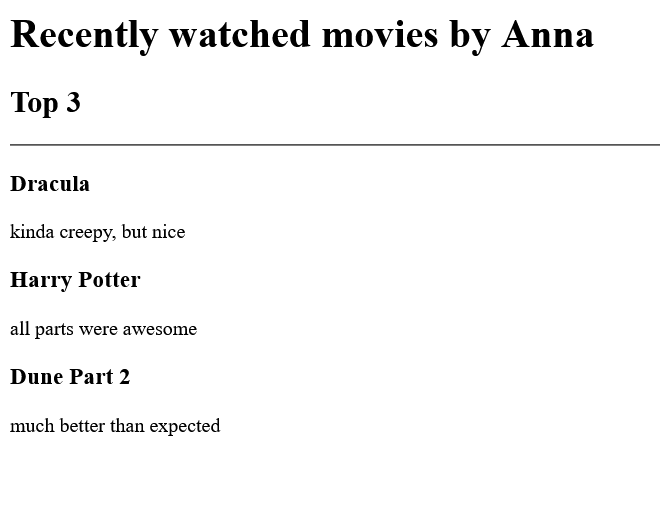 Recently watched movies by Anna
Top 3
Dracula
kinda creepy, but nice
Harry Potter
all parts were awesome
Dune Part 2
much better than expected